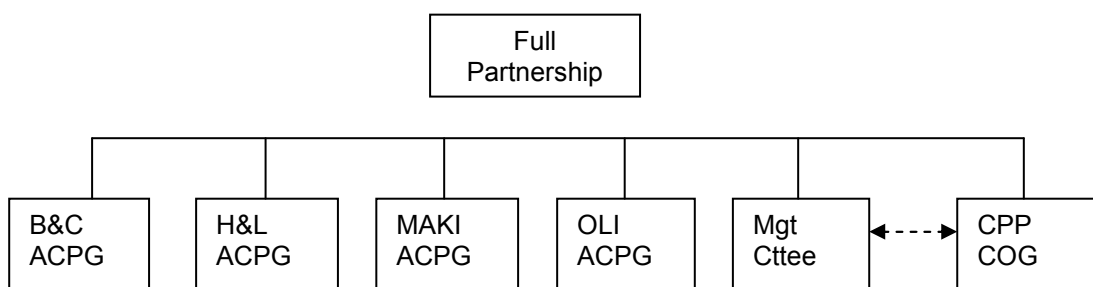 Full
Partnership
B&C
ACPG
H&L
ACPG
MAKI
ACPG
OLI
ACPG
Mgt
Cttee
CPP
COG